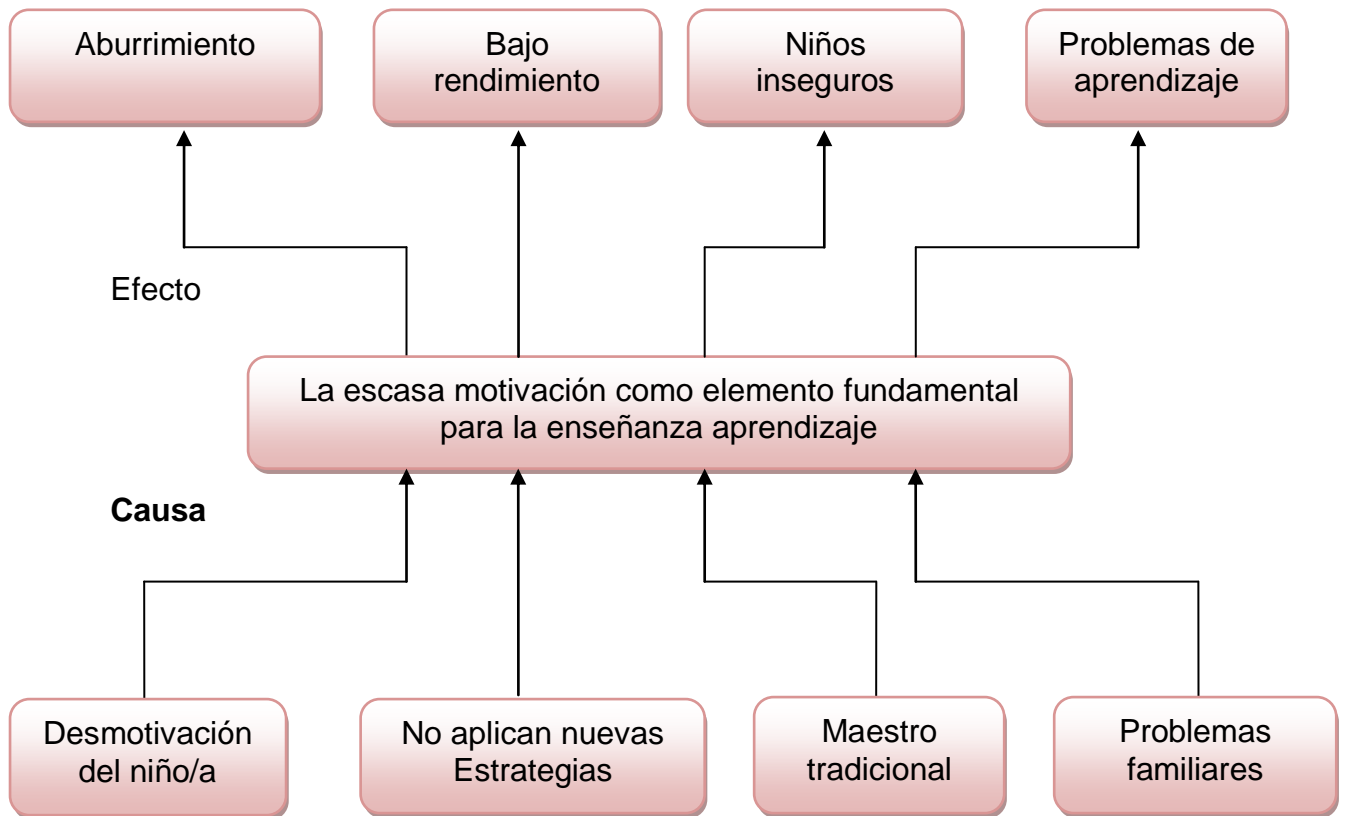 Aburrimiento
Bajo
rendimiento
Niños
inseguros
Problemas de
aprendizaje
Efecto
La escasa motivación como elemento fundamental
para la enseñanza aprendizaje
Causa
Desmotivación
del niño/a
No aplican nuevas
Estrategias
Maestro
tradicional
Problemas
familiares